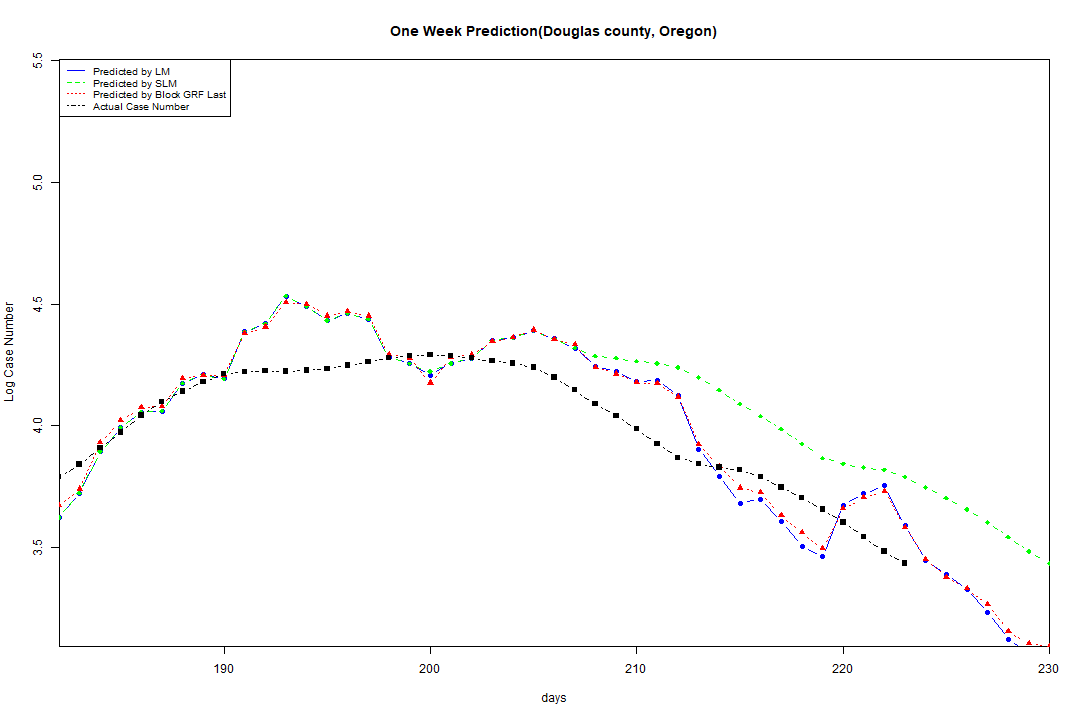 One Week Prediction(Douglas county, Oregon)
Predicted by LM
Predicted by SLM
Predicted by Block GRF Last
Actual Case Number
5.5
5.0
4.5
4.0
3.5
Log Case Number
190 200 210 220 230
days